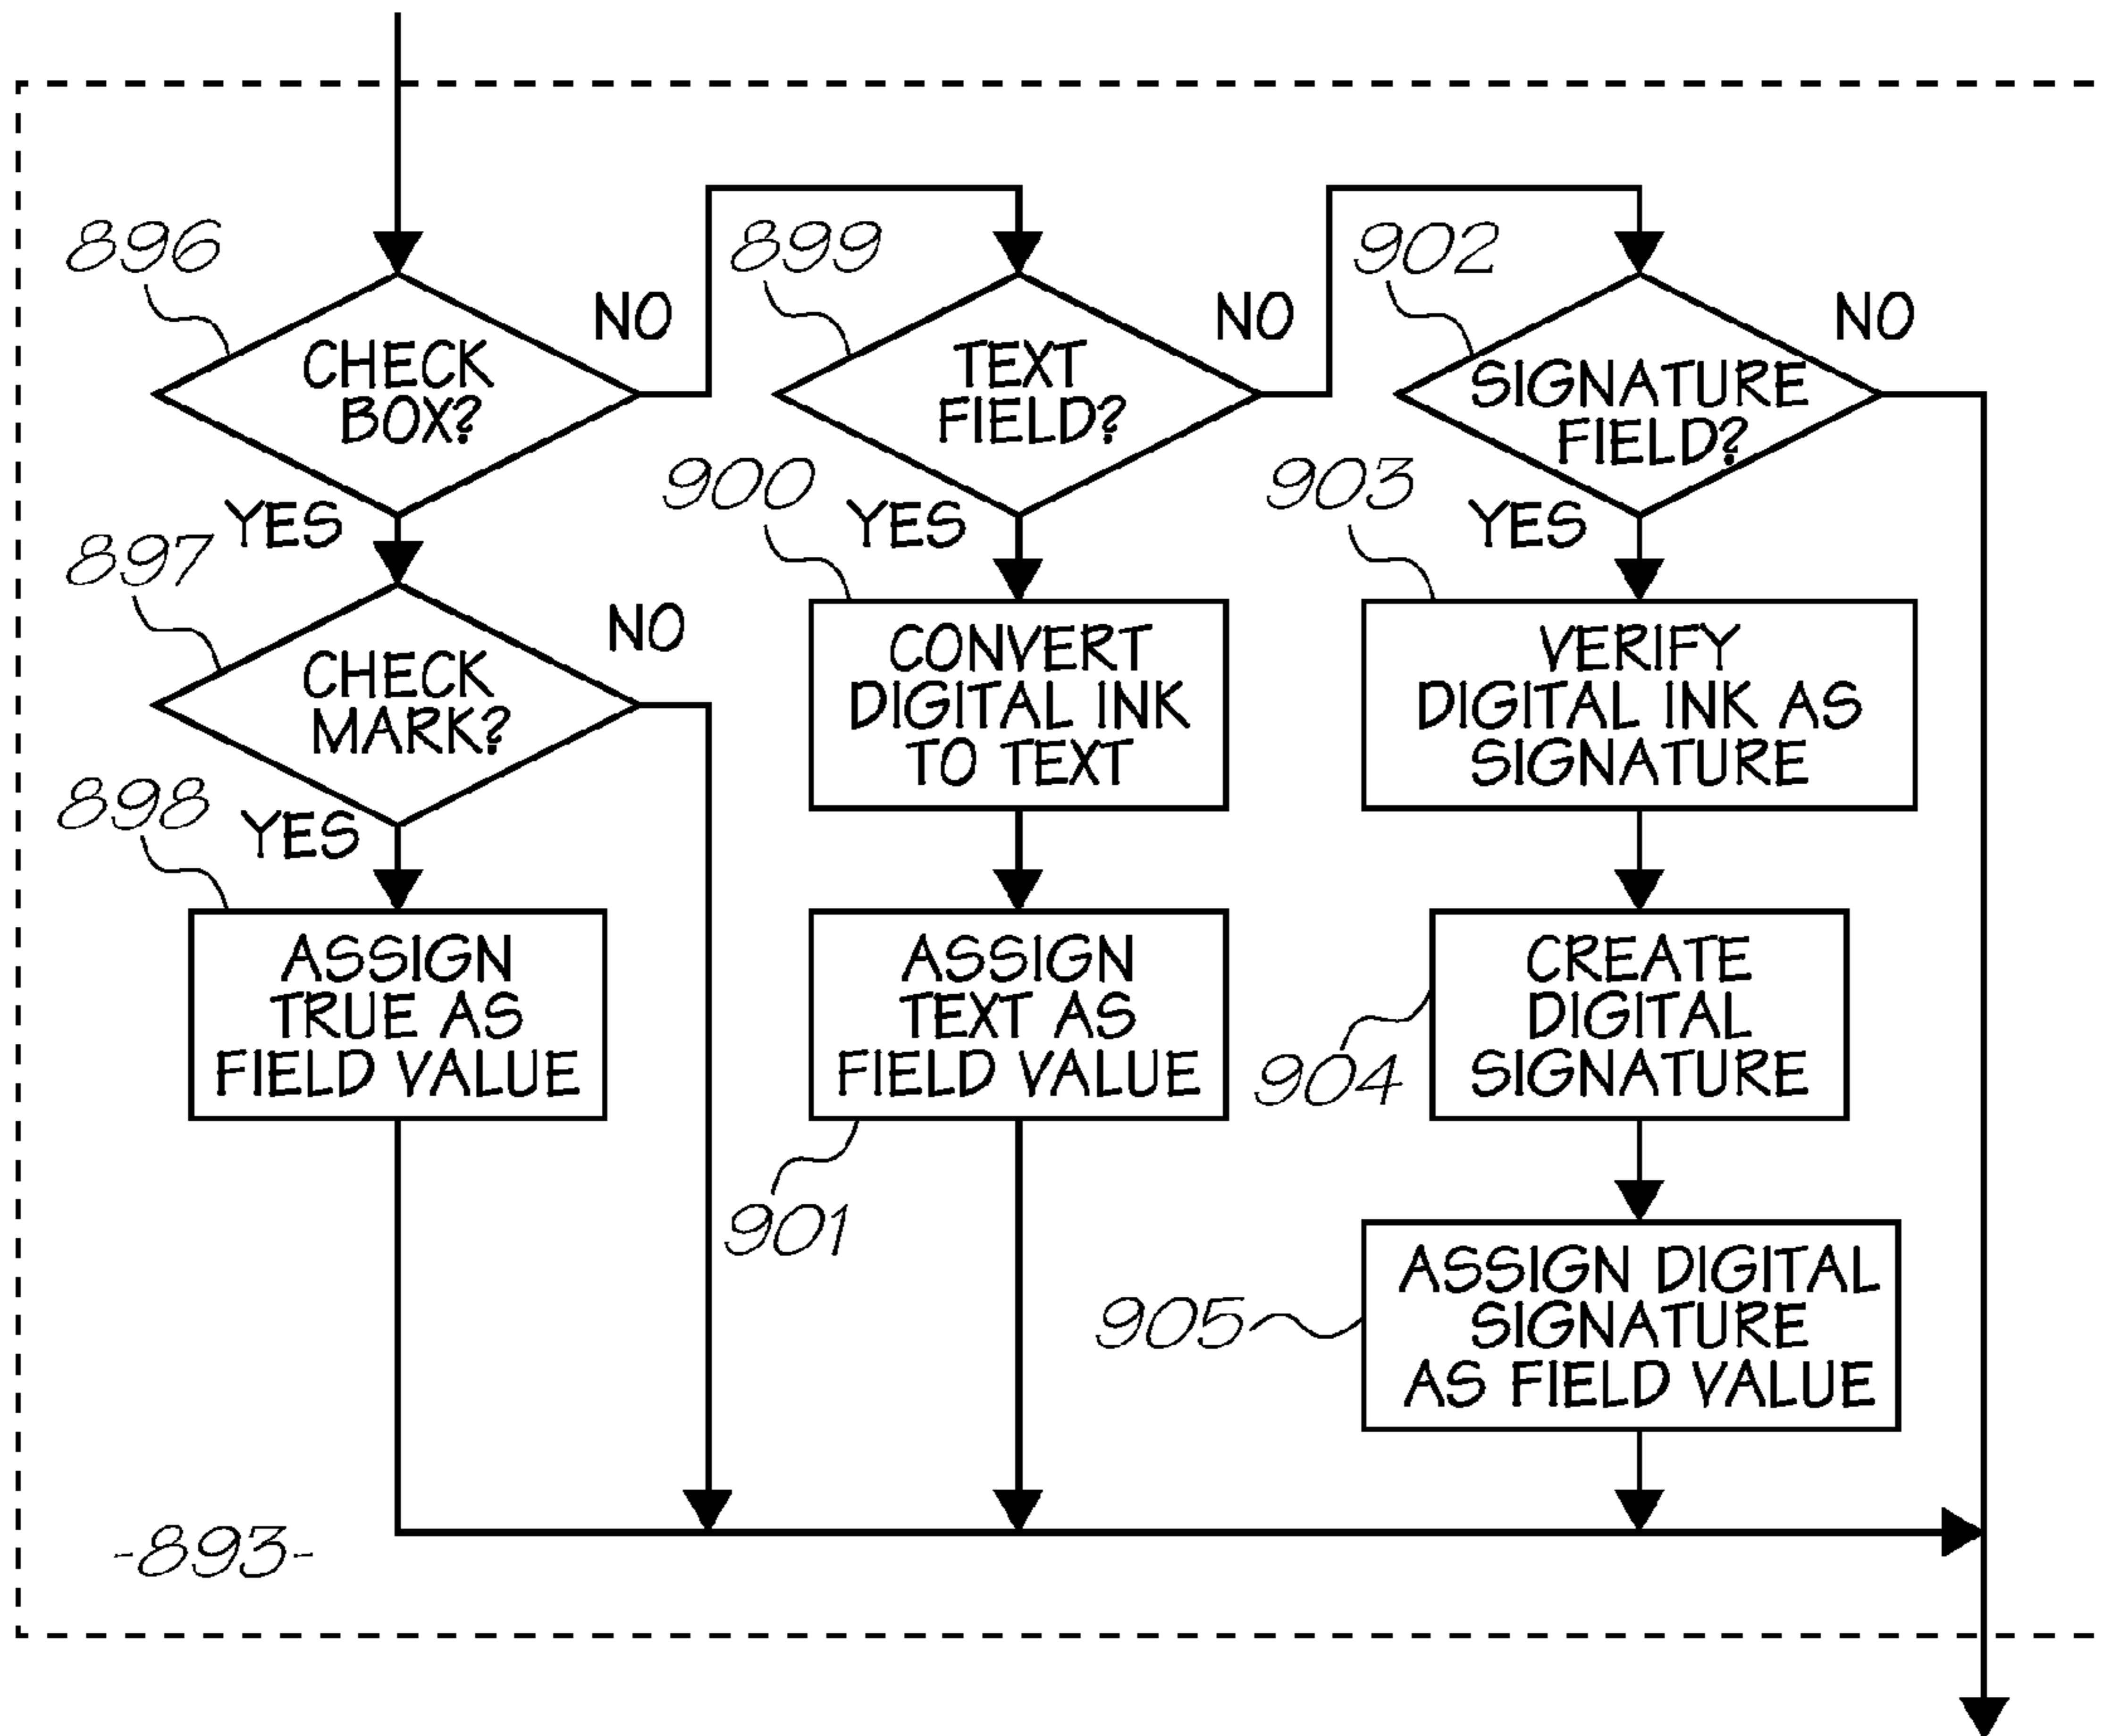 896
CHECK
BOX?
NO
YES
897
CHECK
MARK?
NO
YES
898
ASSIGN
TRUE AS
FIELD VALUE
899
TEXT
FIELD?
NO
YES
900
CONVERT
DIGITAL INK
TO TEXT
ASSIGN
TEXT AS
FIELD VALUE
901
902
SIGNATURE
FIELD?
NO
YES
903
VERIFY
DIGITAL INK AS
SIGNATURE
CREATE
DIGITAL
SIGNATURE
904
ASSIGN DIGITAL
SIGNATURE
AS FIELD VALUE
905
-893-